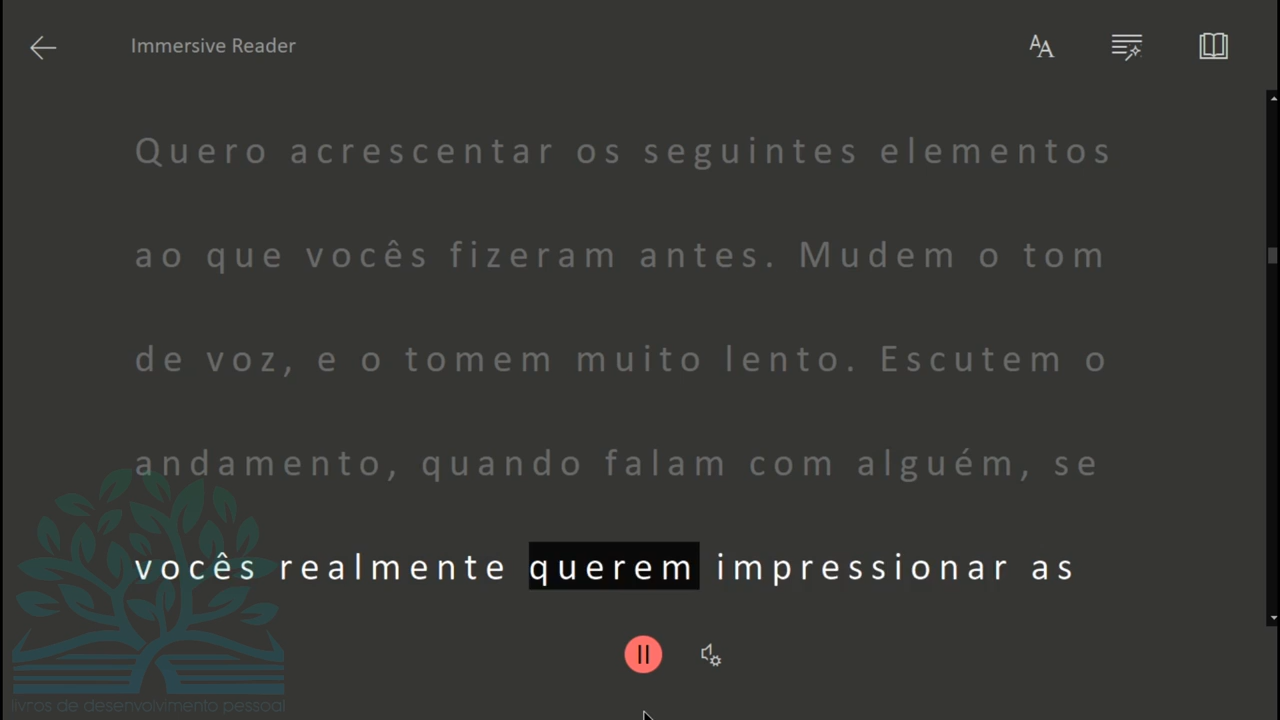 Immersive Reader
Quero acrescentar os seguintes elementos
ao que vocês fizeram antes. Mudem o tom
de voz, e o tomem muito lento. Escutem o
andamento, quando falam com alguém, se
vocês realmente querem impressionar as
livros de desenvolvimento pessoal